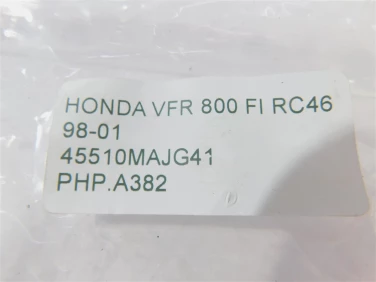 HONDA VFR 800 FI RC46
98-01
45510MAJG41
PHP.A382